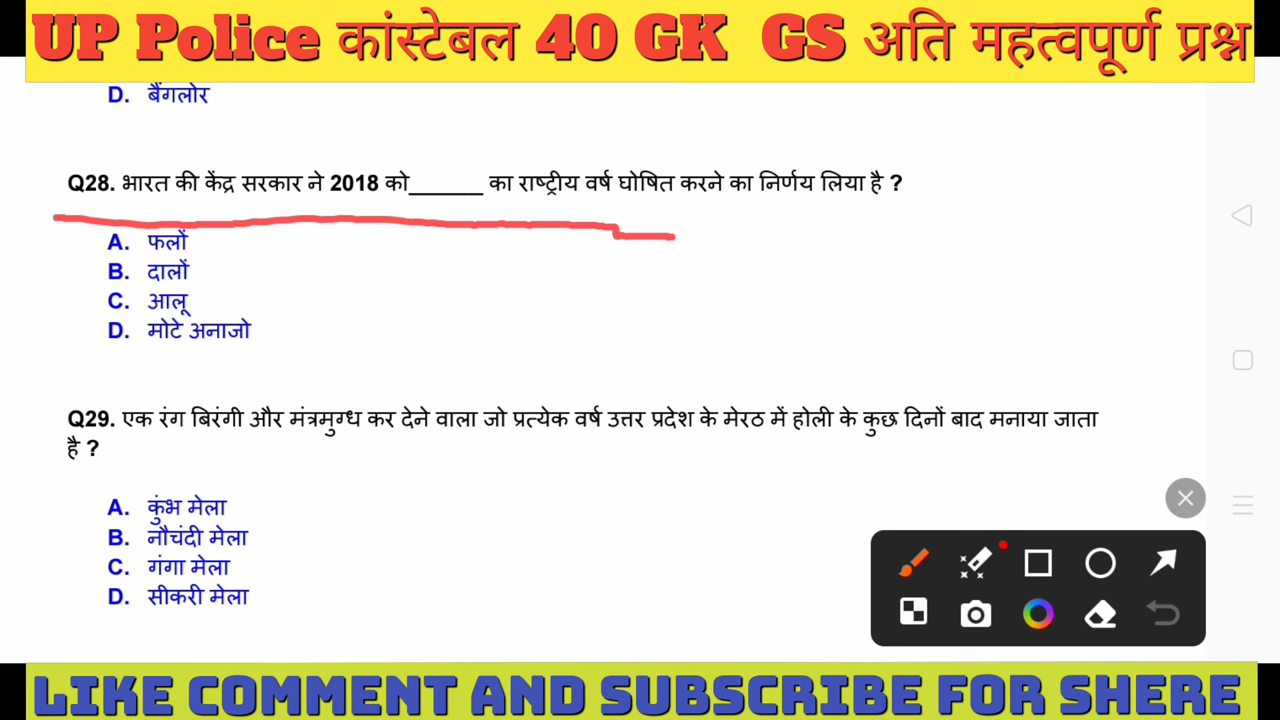 UP Police कांस्टेबल 40 GK GS अति महत्वपूर्ण प्रश्न
D. बैंगलोर
Q28. भारत की केंद्र सरकार ने 2018 को______ का राष्ट्रीय वर्ष घोषित करने का निर्णय लिया है ?
A. फलों
B. दालों
C. आलू
D. मोटे अनाजो
Q29. एक रंग बिरंगी और मंत्रमुग्ध कर देने वाला जो प्रत्येक वर्ष उत्तर प्रदेश के मेरठ में होली के कुछ दिनों बाद मनाया जाता
है ?
A. कुंभ मेला
B. नौचंदी मेला
C. गंगा मेला
D. सीकरी मेला
LIKE COMMENT AND SUBSCRIBE FOR SHERE